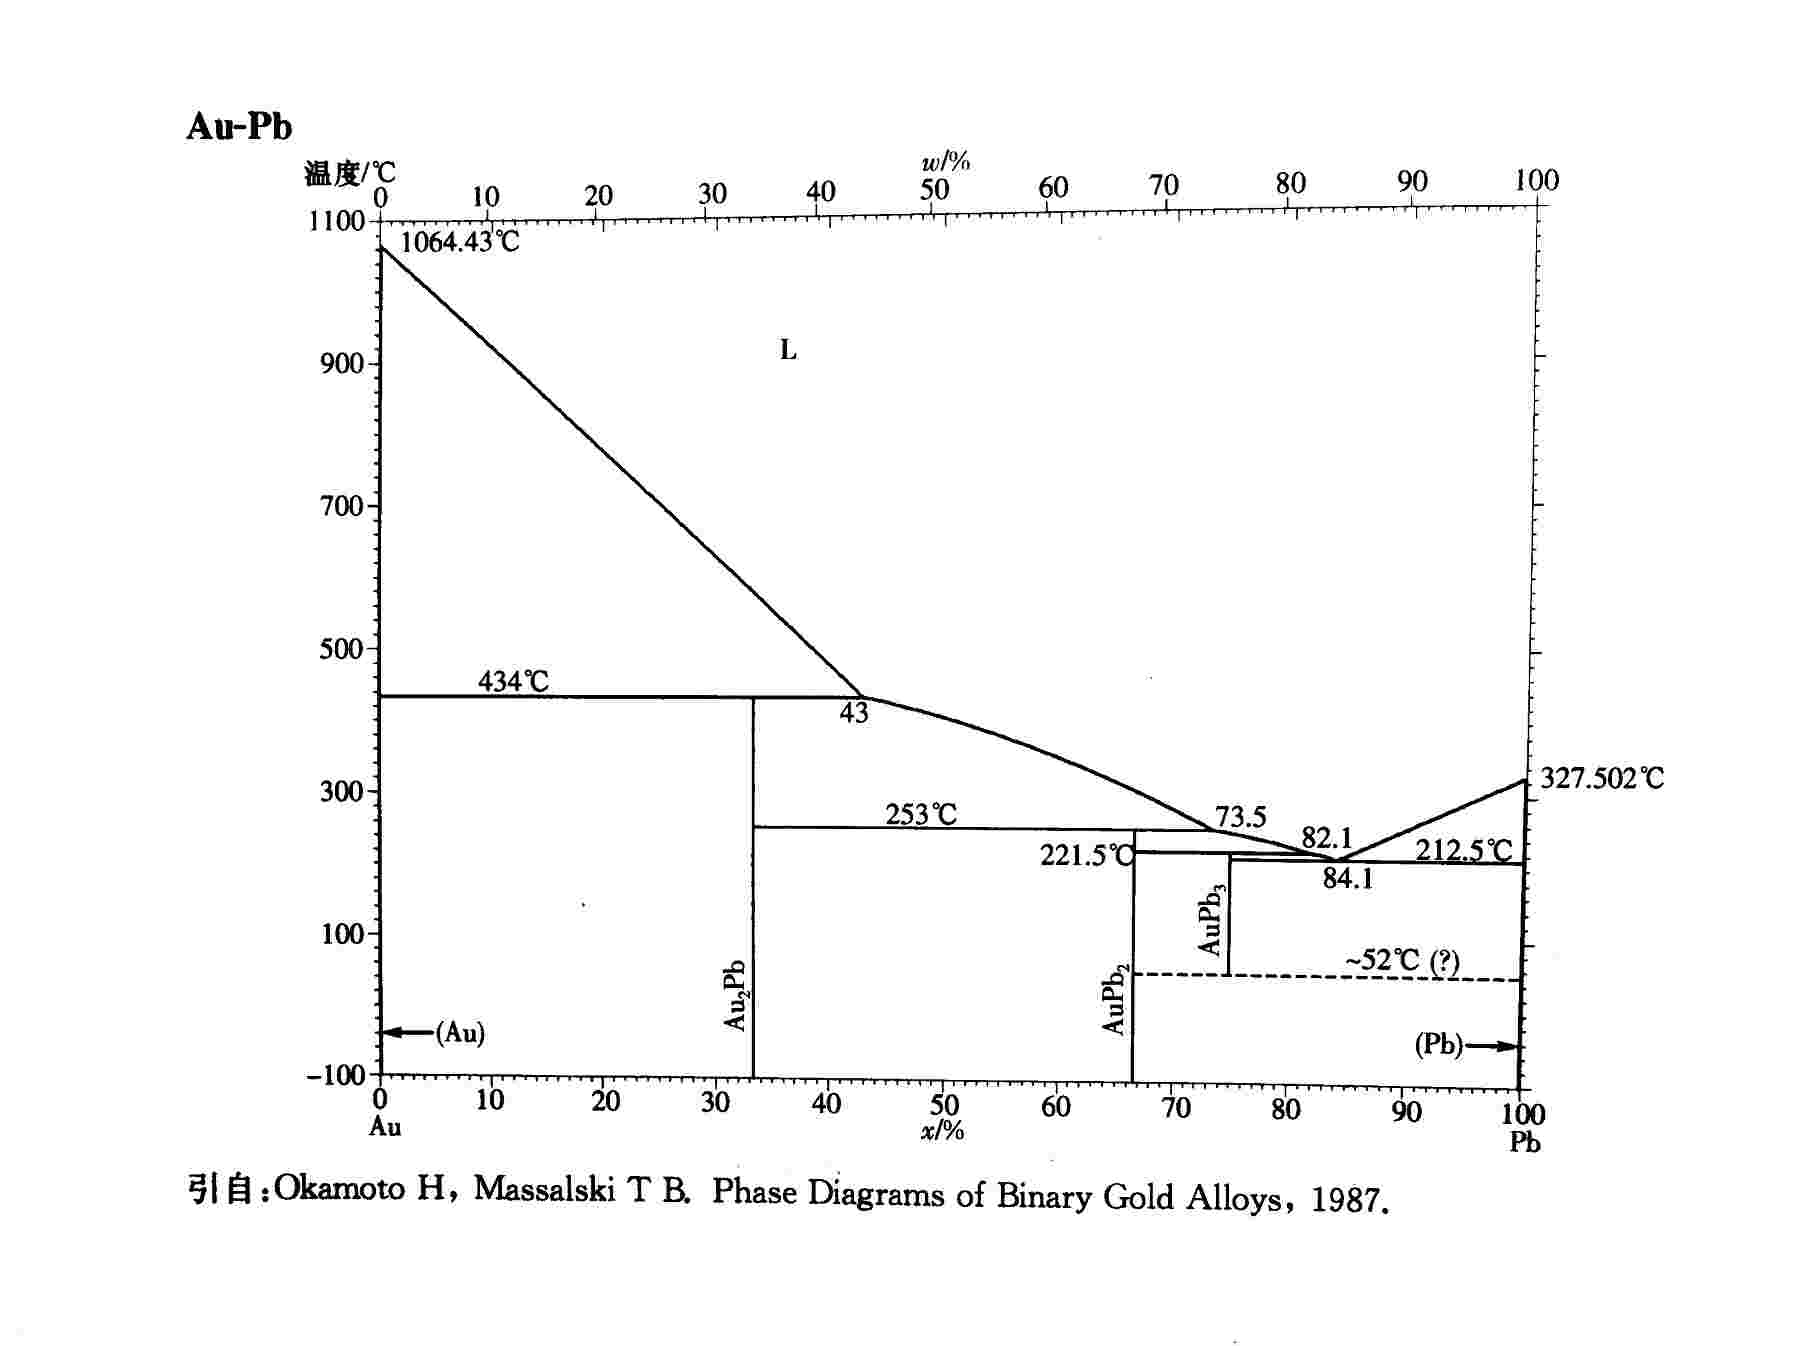 Au-Pb
温度/℃
w/%
0 10 20 30 40 50 60 70 80 90 100
1100
1064.43℃
L
900
700
500
434℃
43
300
327.502℃
253℃
73.5
82.1
221.5℃
212.5℃
84.1
AuPb₃
100
~52℃ (?)
Au₂Pb
AuPb₂
(Au)
(Pb)
-100
0 10 20 30 40 50 60 70 80 90 100
Au
x/%
Pb
引自:Okamoto H, Massalski T B. Phase Diagrams of Binary Gold Alloys, 1987.